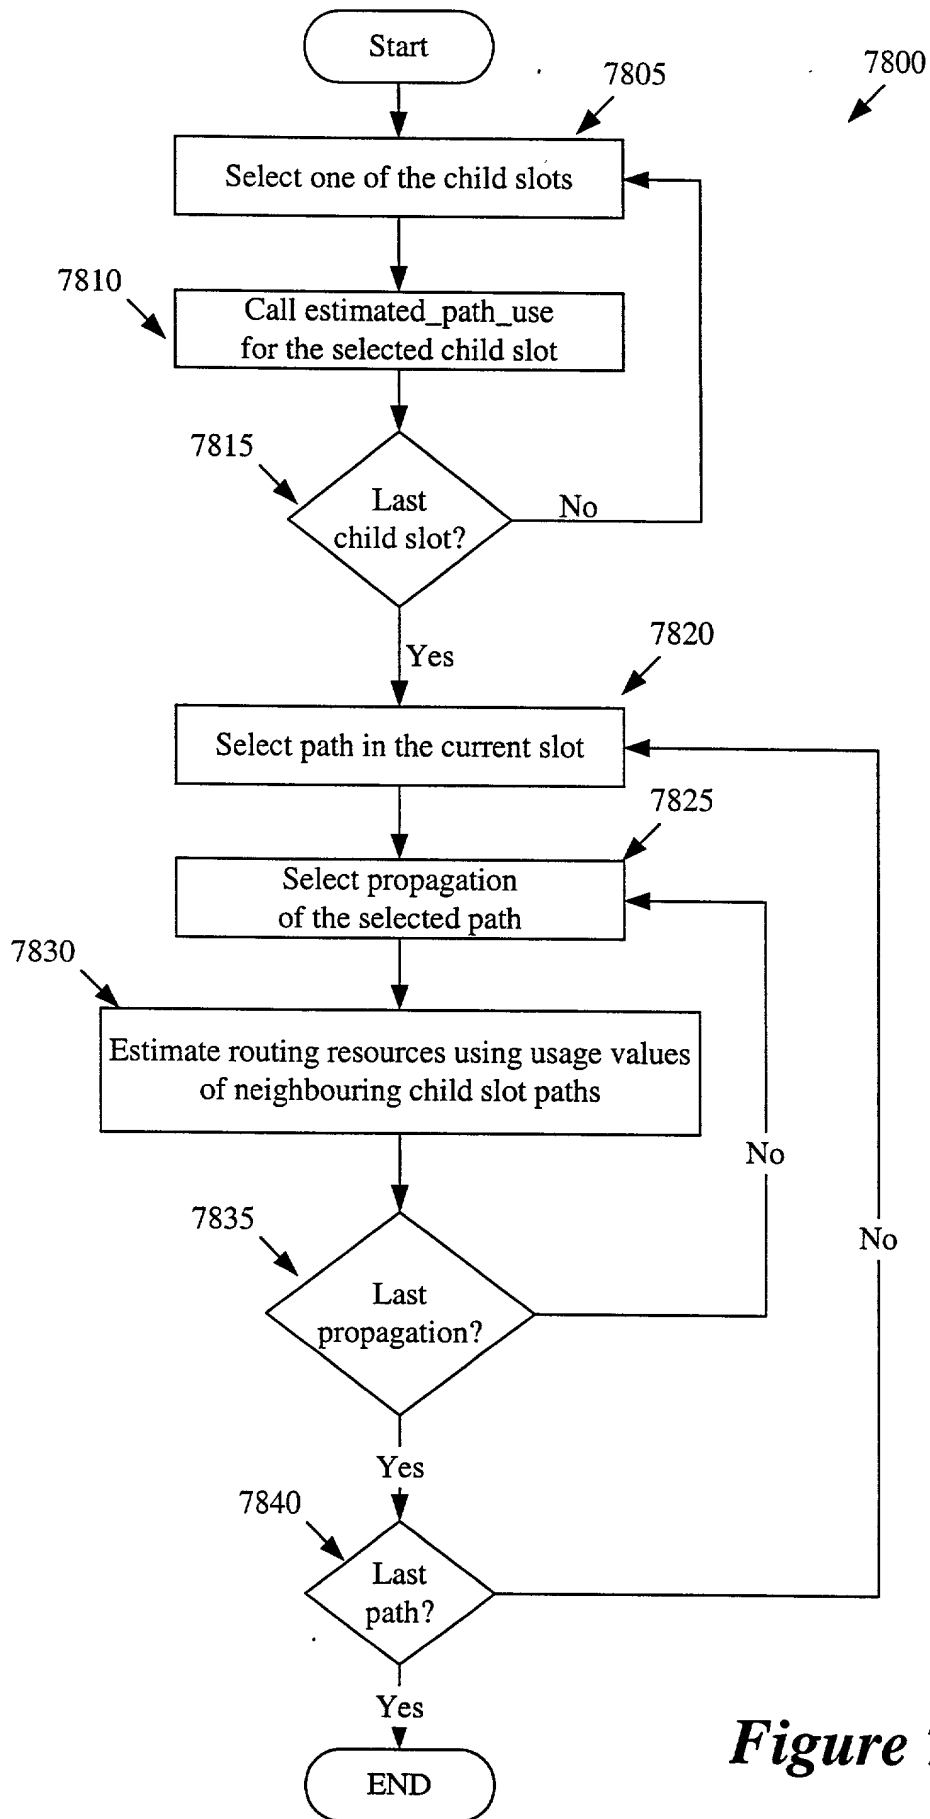 Start
7805
7800
Select one of the child slots
7810
Call estimated_path_use
for the selected child slot
7815
Last
child slot?
No
Yes
7820
Select path in the current slot
7825
Select propagation
of the selected path
7830
Estimate routing resources using usage values
of neighbouring child slot paths
No
7835
No
Last
propagation?
Yes
7840
Last
path?
Yes
Figure
END